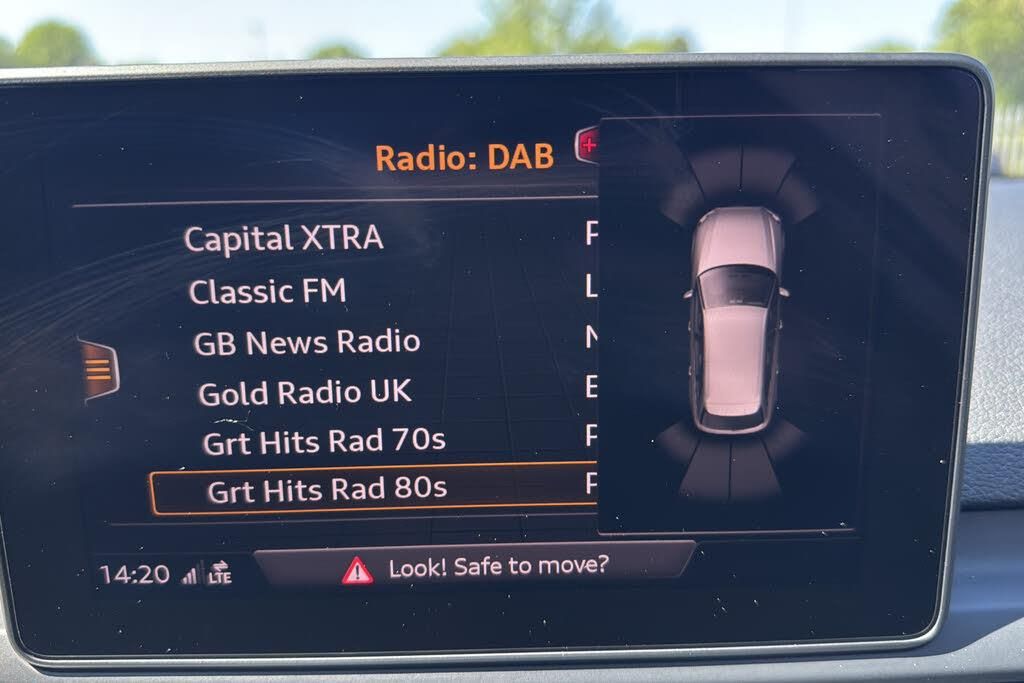 Radio: DAB
Capital XTRA P
Classic FM L
GB News Radio N
Gold Radio UK E
Grt Hits Rad 70s P
Grt Hits Rad 80s P
14:20 LTE Look! Safe to move?